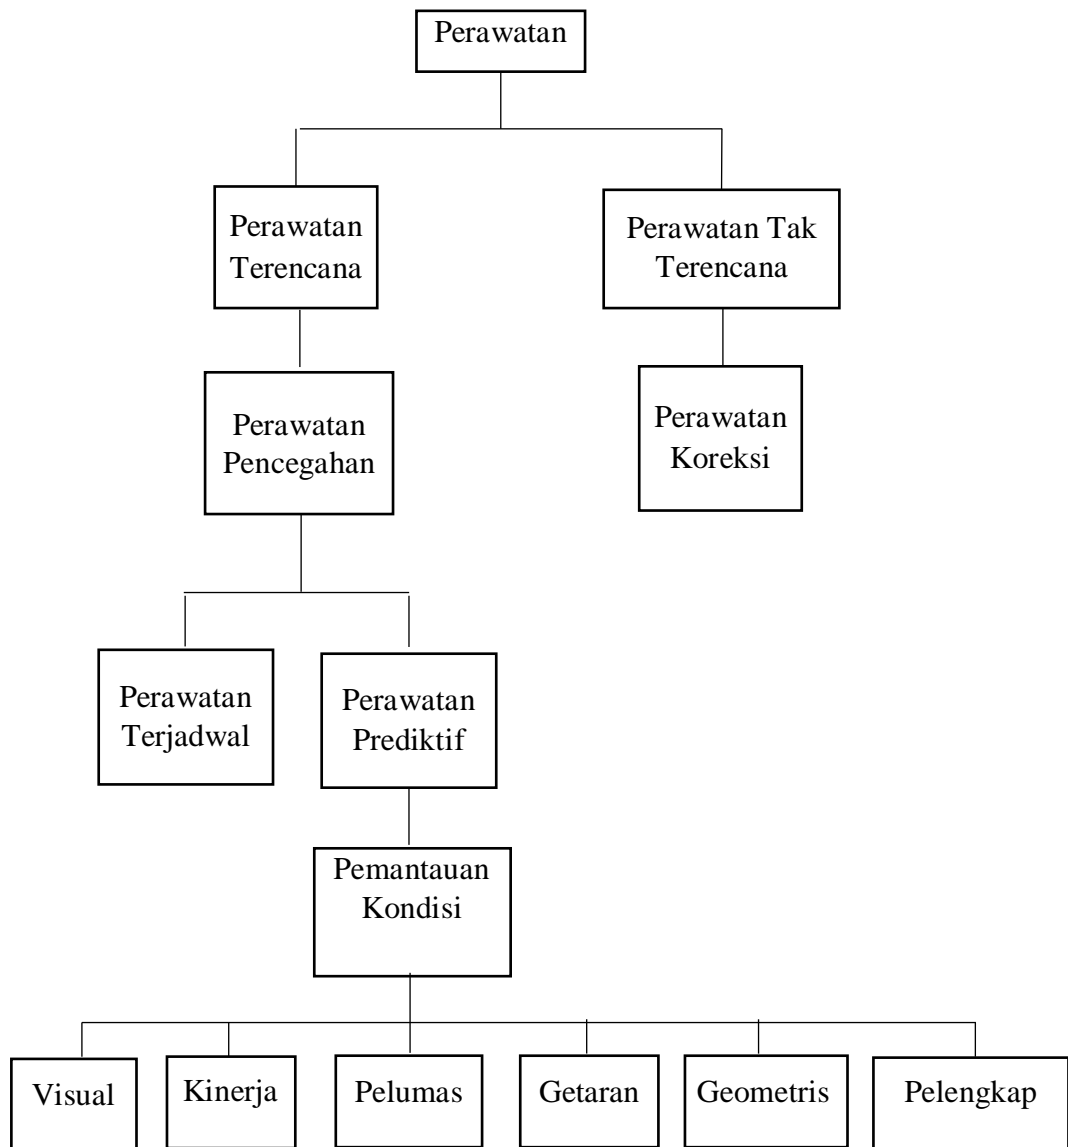 Perawatan
Perawatan
Terencana
Perawatan Tak
Terencana
Perawatan
Pencegahan
Perawatan
Koreksi
Perawatan
Terjadwal
Perawatan
Prediktif
Pemantauan
Kondisi
Visual
Kinerja
Pelumas
Getaran
Geometris
Pelengkap